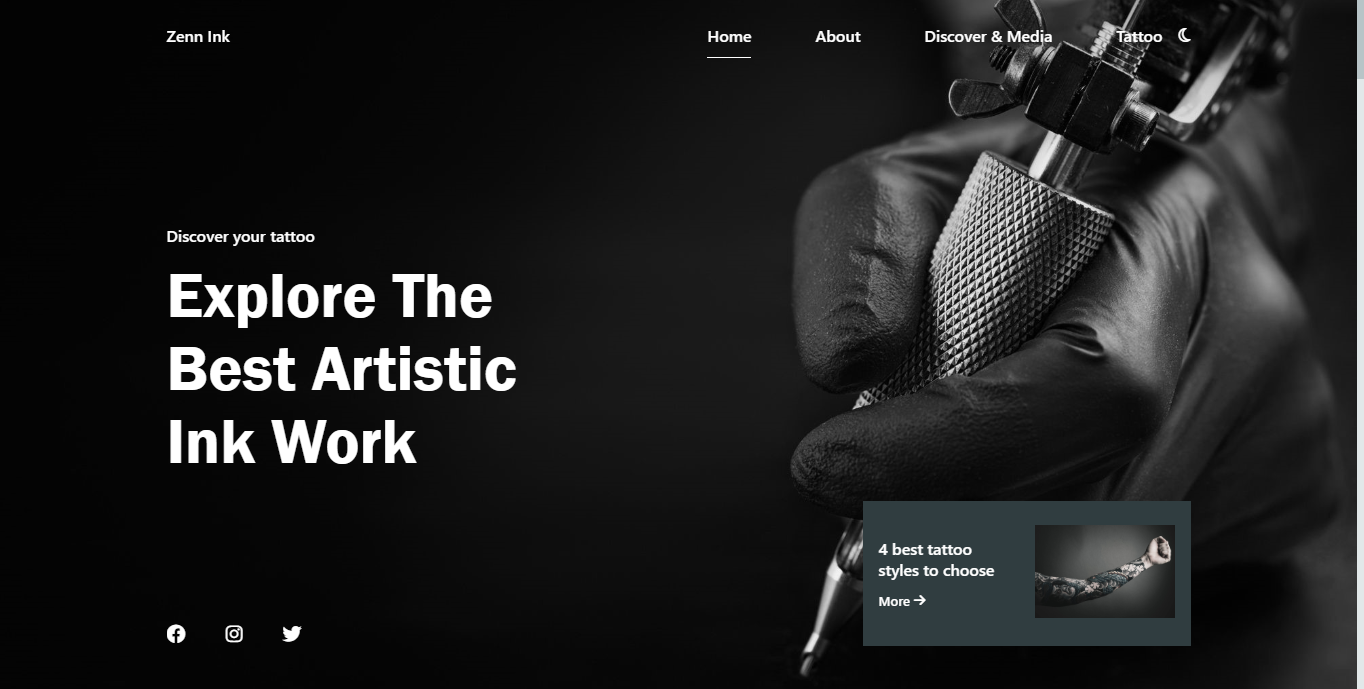 Zenn Ink
Home
About
Discover & Media
Tattoo
Discover your tattoo
Explore The
Best Artistic
Ink Work
4 best tattoo
styles to choose
More